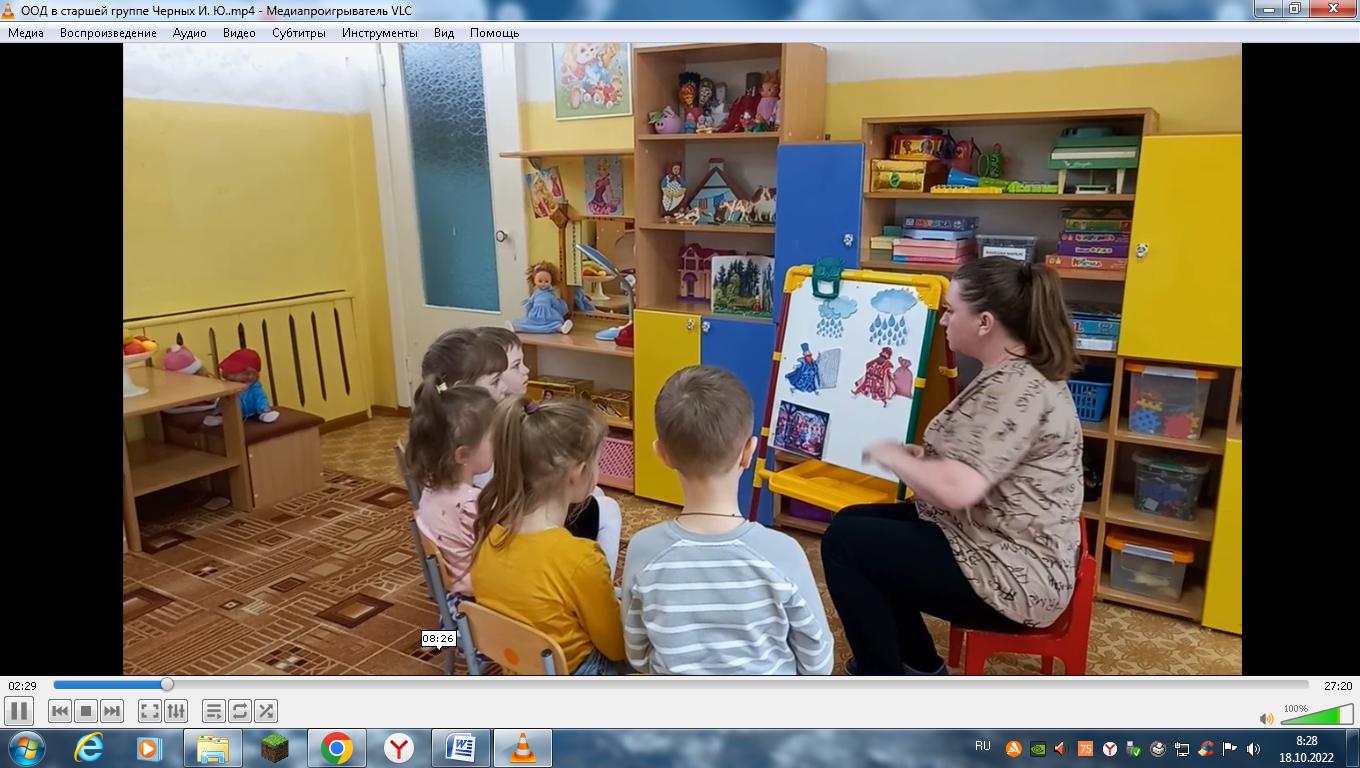 ООД в старшей группе Черных И. Ю..mp4 - Медиапроигрыватель VLC
Медиа Воспроизведение Аудио Видео Субтитры Инструменты Вид Помощь
08:26
02:29
27:20
100%
RU
75
8:28
18.10.2022